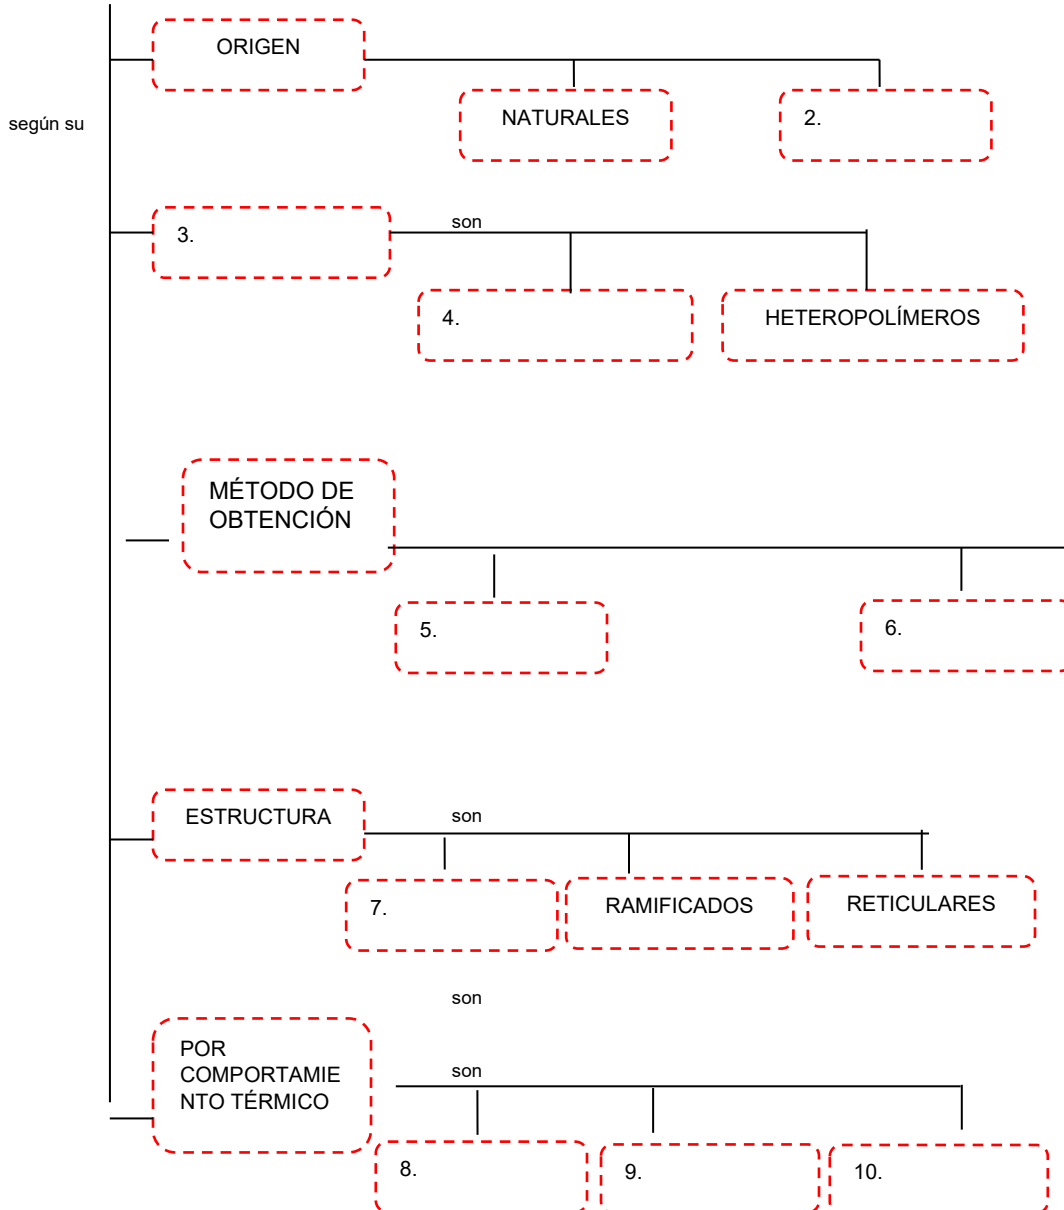 ORIGEN
NATURALES
2.
según su
3.
son
4.
HETEROPOLÍMEROS
MÉTODO DE
OBTENCIÓN
5.
6.
ESTRUCTURA
son
7.
RAMIFICADOS
RETICULARES
son
POR
COMPORTAMIE
NTO TÉRMICO
son
8.
9.
10.